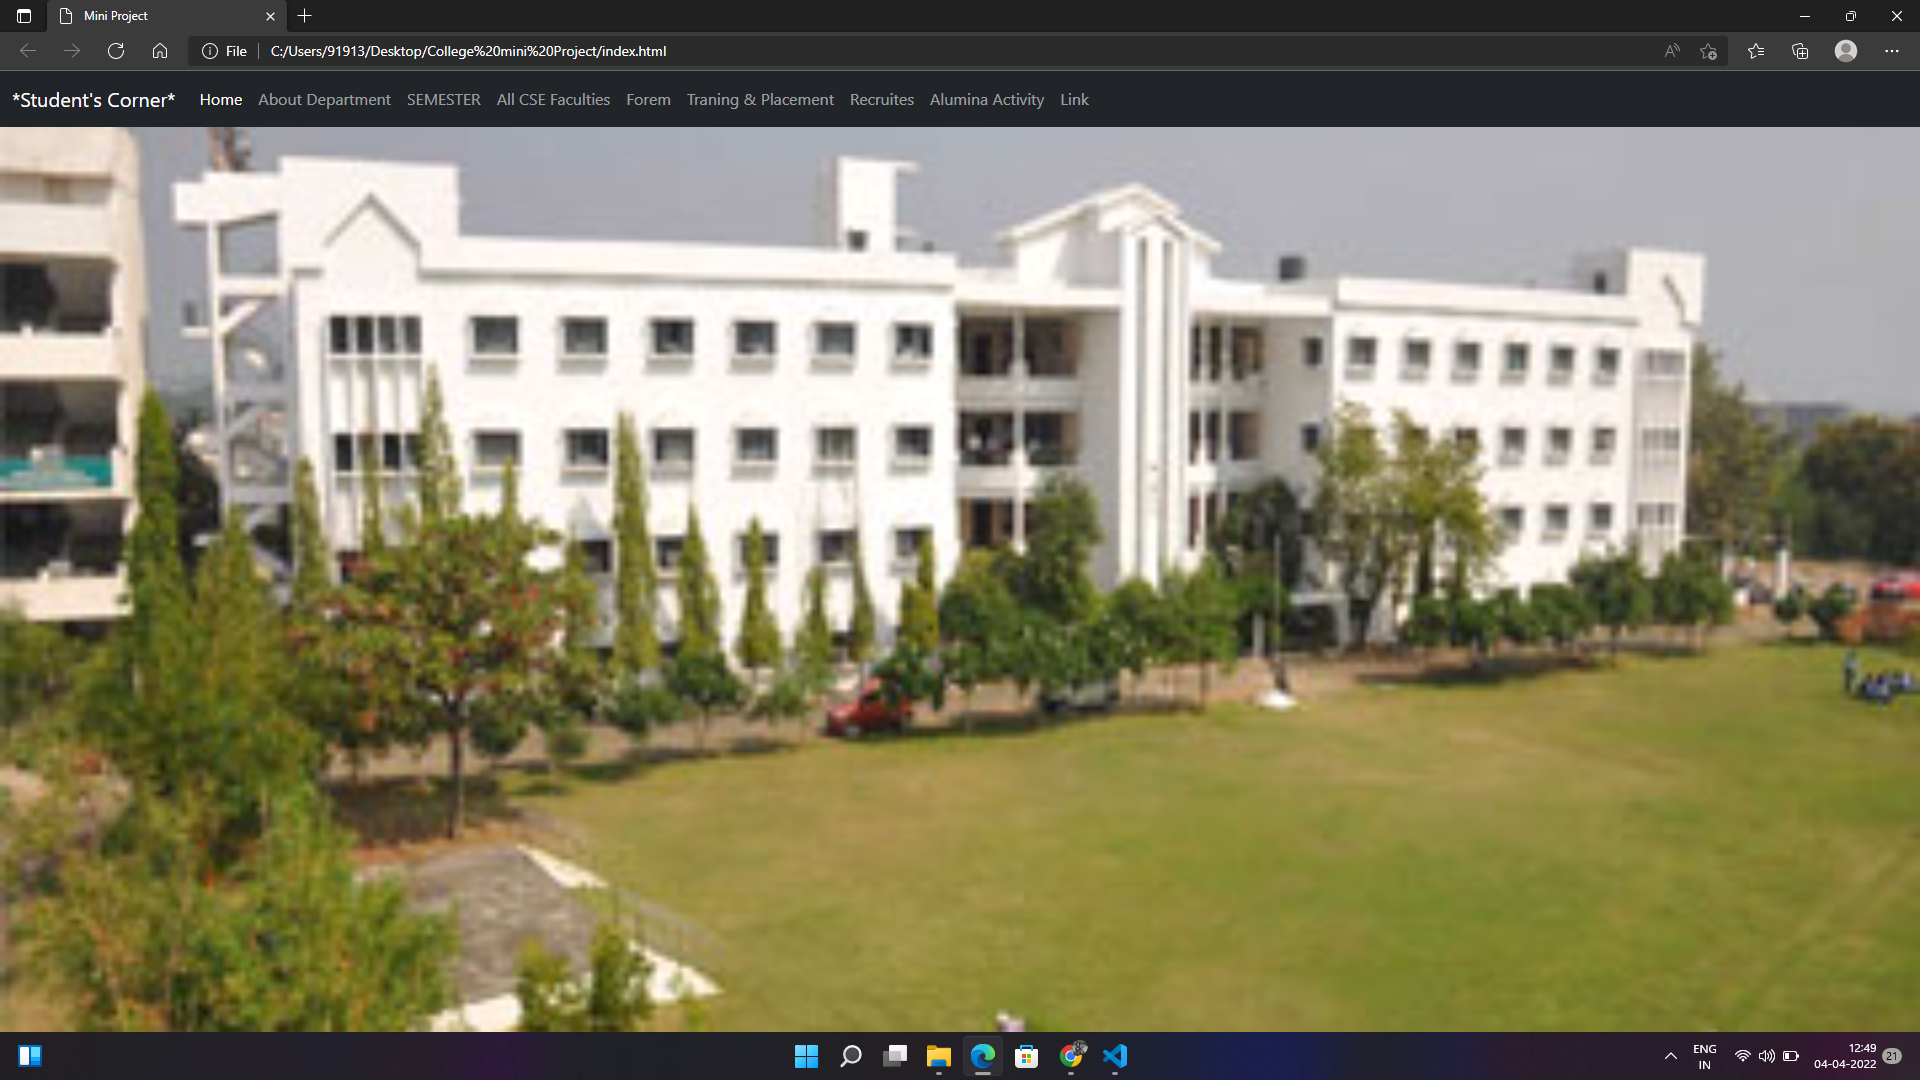 Mini Project
File C:/Users/91913/Desktop/College%20mini%20Project/index.html
*Student's Corner* Home About Department SEMESTER All CSE Faculties Forem Traning & Placement Recruites Alumina Activity Link
ENG
IN
12:49
04-04-2022
21